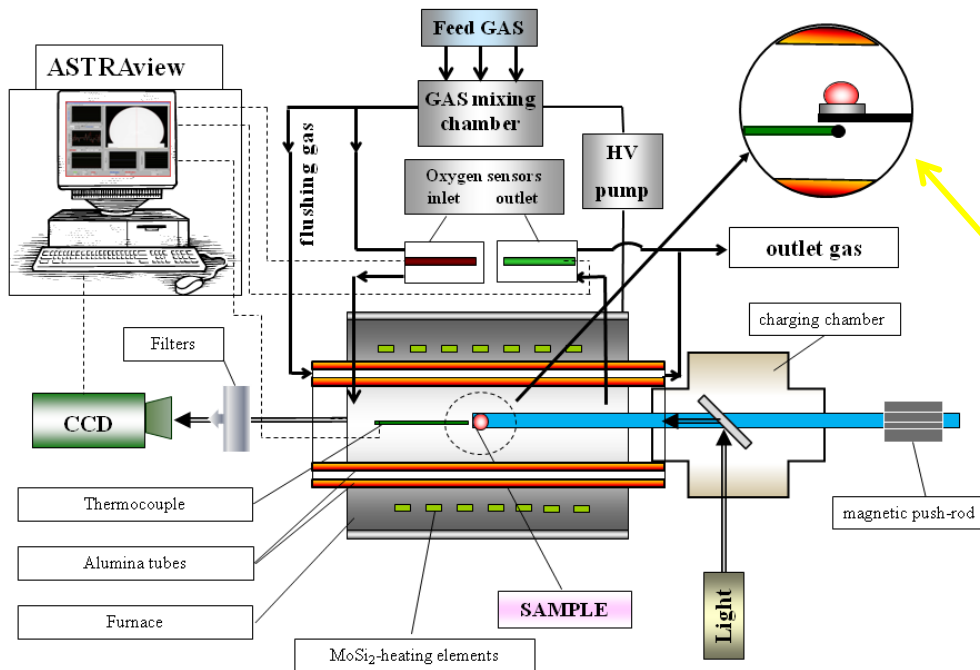 Feed GAS
ASTRAview
GAS mixing
chamber
HV
pump
flushing gas
Oxygen sensors
inlet outlet
outlet gas
charging chamber
Filters
CCD
Thermocouple
magnetic push-rod
Alumina tubes
SAMPLE
Light
Furnace
MoSi₂-heating elements